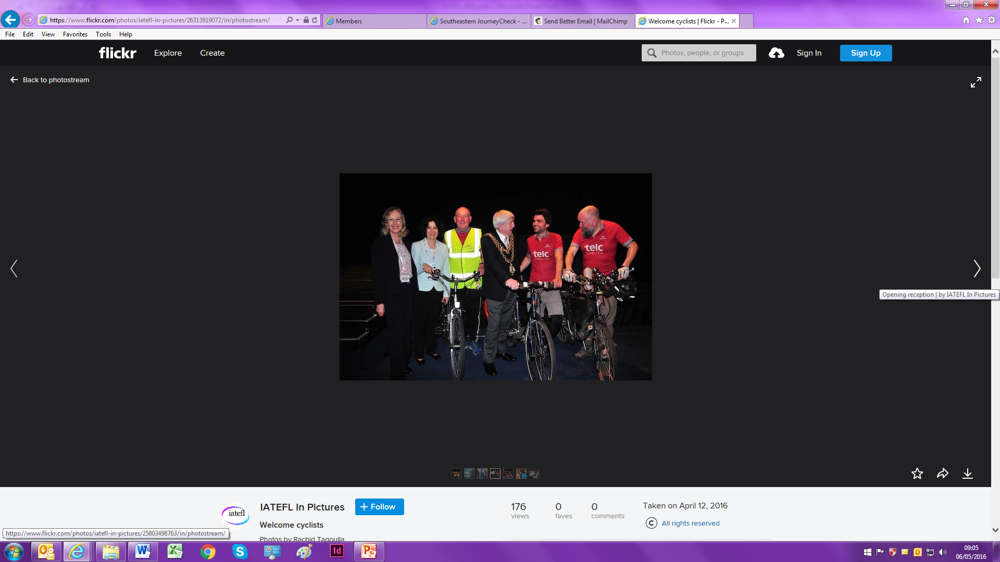 https://www.flickr.com/photos/iatefl-in-pictures/26313919072/in/photostream/
Members
Southeastern JourneyCheck - ...
Send Better Email | MailChimp
Welcome cyclists | Flickr - P...
File Edit View Favorites Tools Help
flickr Explore Create
Photos, people, or groups
Sign In
Sign Up
Back to photostream
telc
ENGLISH
telc
ENGLISH
Opening reception | by IATEFL In Pictures
iatefl
IATEFL In Pictures
+ Follow
Welcome cyclists
Photos by Rachid Tagoulla
176
views
0
faves
0
comments
Taken on April 12, 2016
C All rights reserved
https://www.flickr.com/photos/iatefl-in-pictures/25803498763/in/photostream/
09:05
06/05/2016